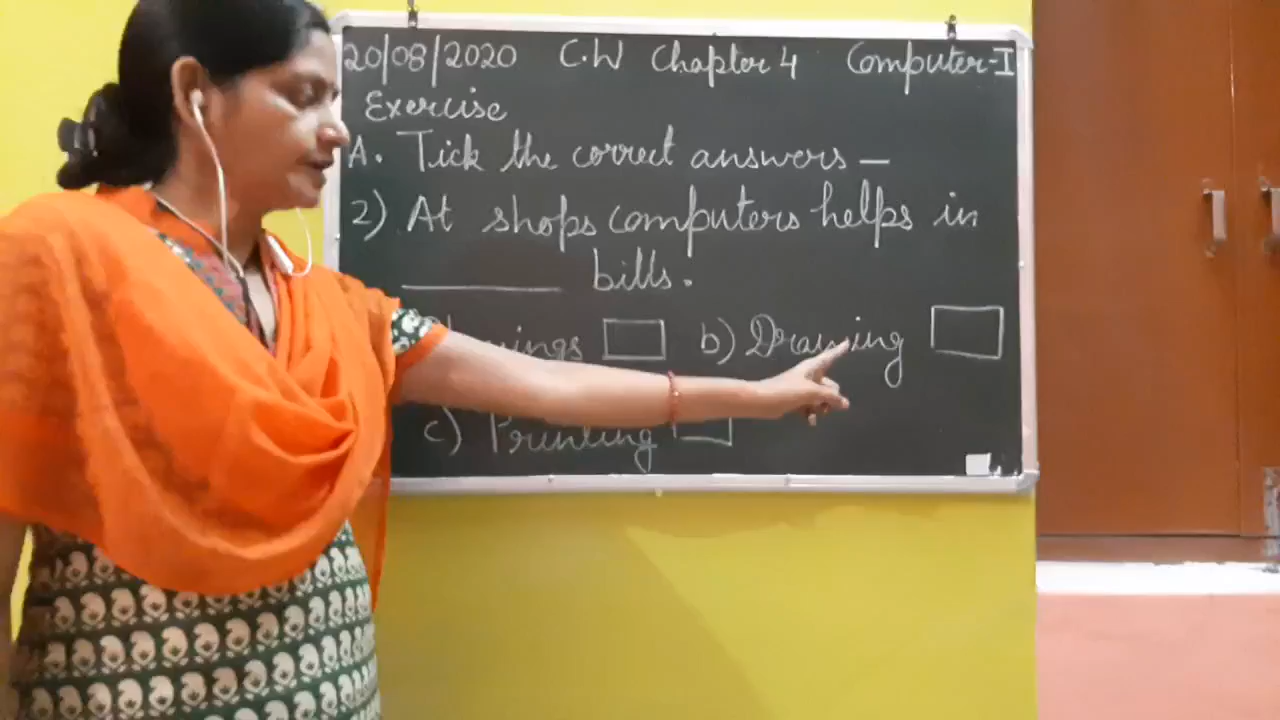 20/08/2020 C.W Chapter 4 Computer-I
Exercise
A. Tick the correct answers —
2) At shops computers helps in
__________ bills.
b) Drawing
c) Printing